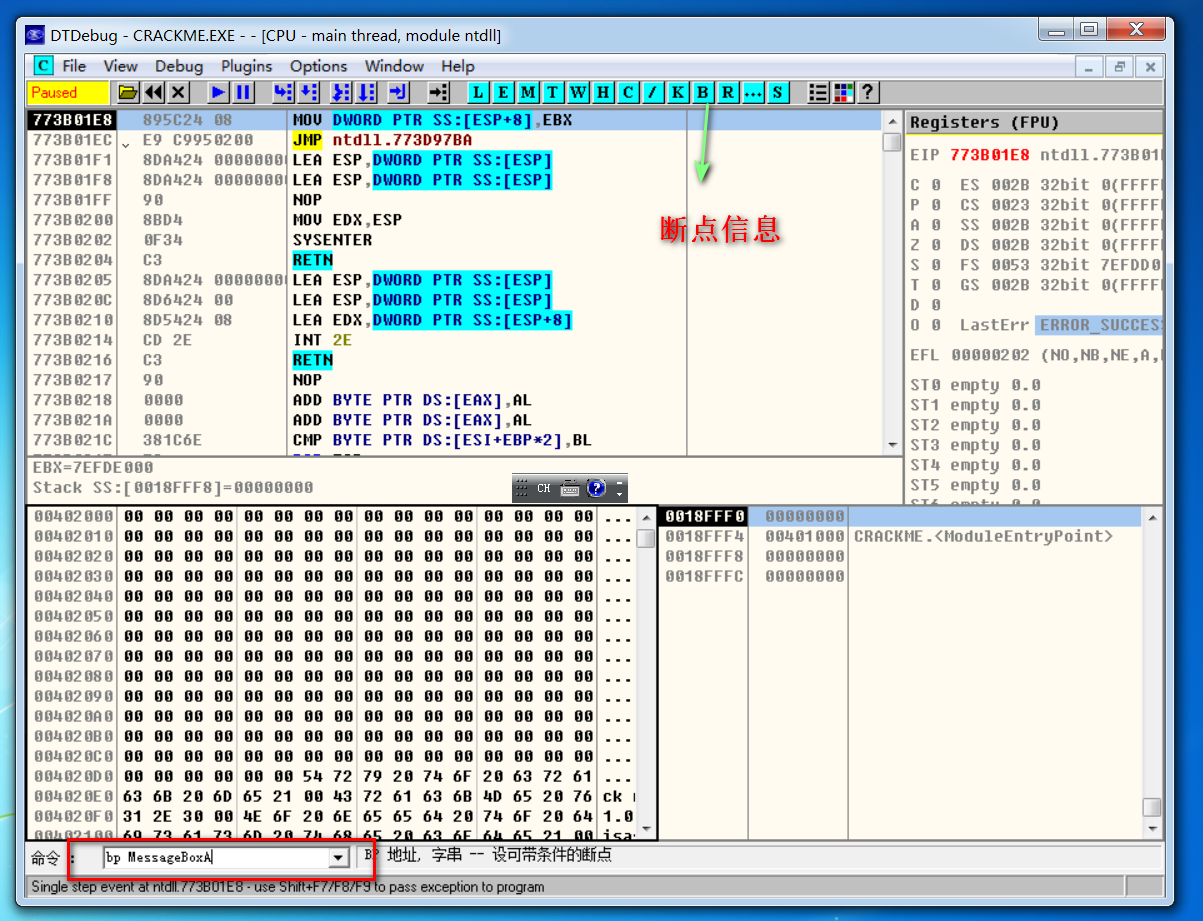 DTDebug - CRACKME.EXE - - [CPU - main thread, module ntdll]
C File View Debug Plugins Options Window Help
Paused L E M T W H C / K B R ... S ?
773B01E8 895C24 08 MOV DWORD PTR SS:[ESP+8],EBX
773B01EC E9 C9950200 JMP ntdll.773D97BA
773B01F1 8DA424 0000000 LEA ESP,DWORD PTR SS:[ESP]
773B01F8 8DA424 0000000 LEA ESP,DWORD PTR SS:[ESP]
773B01FF 90 NOP
773B0200 8BD4 MOV EDX,ESP
773B0202 0F34 SYSENTER
773B0204 C3 RETN
773B0205 8DA424 0000000 LEA ESP,DWORD PTR SS:[ESP]
773B020C 8D6424 00 LEA ESP,DWORD PTR SS:[ESP]
773B0210 8D5424 08 LEA EDX,DWORD PTR SS:[ESP+8]
773B0214 CD 2E INT 2E
773B0216 C3 RETN
773B0217 90 NOP
773B0218 0000 ADD BYTE PTR DS:[EAX],AL
773B021A 0000 ADD BYTE PTR DS:[EAX],AL
773B021C 381C6E CMP BYTE PTR DS:[ESI+EBP*2],BL
断点信息
EBX=7EFDE000
Stack SS:[0018FFF8]=00000000
Registers (FPU)
EIP 773B01E8 ntdll.773B01
C 0 ES 002B 32bit 0(FFFF
P 0 CS 0023 32bit 0(FFFF
A 0 SS 002B 32bit 0(FFFF
Z 0 DS 002B 32bit 0(FFFF
S 0 FS 0053 32bit 7EFDD0
T 0 GS 002B 32bit 0(FFFF
D 0
O 0 LastErr ERROR_SUCCES
EFL 00000202 (NO,NB,NE,A,
ST0 empty 0.0
ST1 empty 0.0
ST2 empty 0.0
ST3 empty 0.0
ST4 empty 0.0
ST5 empty 0.0
CH
00402000 00 00 00 00 00 00 00 00 00 00 00 00 00 00 00 00 ...
00402010 00 00 00 00 00 00 00 00 00 00 00 00 00 00 00 00 ...
00402020 00 00 00 00 00 00 00 00 00 00 00 00 00 00 00 00 ...
00402030 00 00 00 00 00 00 00 00 00 00 00 00 00 00 00 00 ...
00402040 00 00 00 00 00 00 00 00 00 00 00 00 00 00 00 00 ...
00402050 00 00 00 00 00 00 00 00 00 00 00 00 00 00 00 00 ...
00402060 00 00 00 00 00 00 00 00 00 00 00 00 00 00 00 00 ...
00402070 00 00 00 00 00 00 00 00 00 00 00 00 00 00 00 00 ...
00402080 00 00 00 00 00 00 00 00 00 00 00 00 00 00 00 00 ...
00402090 00 00 00 00 00 00 00 00 00 00 00 00 00 00 00 00 ...
004020A0 00 00 00 00 00 00 00 00 00 00 00 00 00 00 00 00 ...
004020B0 00 00 00 00 00 00 00 00 00 00 00 00 00 00 00 00 ...
004020C0 00 00 00 00 00 00 00 00 00 00 00 00 00 00 00 00 ...
004020D0 00 00 00 00 00 00 54 72 79 20 74 6F 20 63 72 61 ...
004020E0 63 6B 20 6D 65 21 00 43 72 61 63 6B 4D 65 20 76 ck
004020F0 31 2E 30 00 4E 6F 20 6E 65 65 64 20 74 6F 20 64 1.0
00402100 69 73 61 73 6D 20 74 68 65 20 63 6F 64 65 21 00 isa
0018FFF0 00000000
0018FFF4 00401000 CRACKME.<ModuleEntryPoint>
0018FFF8 00000000
0018FFFC 00000000
命令 : bp MessageBoxA BP 地址, 字串 -- 设可带条件的断点
Single step event at ntdll.773B01E8 - use Shift+F7/F8/F9 to pass exception to program